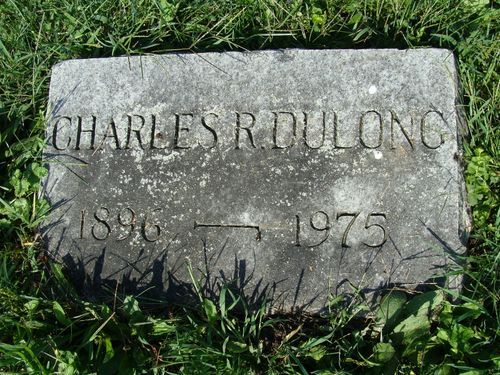 CHARLES R. DULONG
1896 — 1975